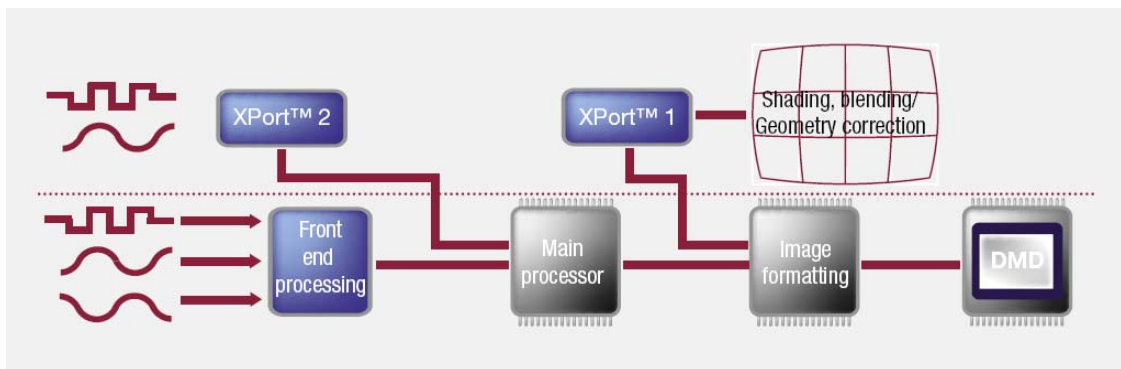 XPort™ 2
XPort™ 1
Shading, blending/
Geometry correction
Front
end
processing
Main
processor
Image
formatting
DMD